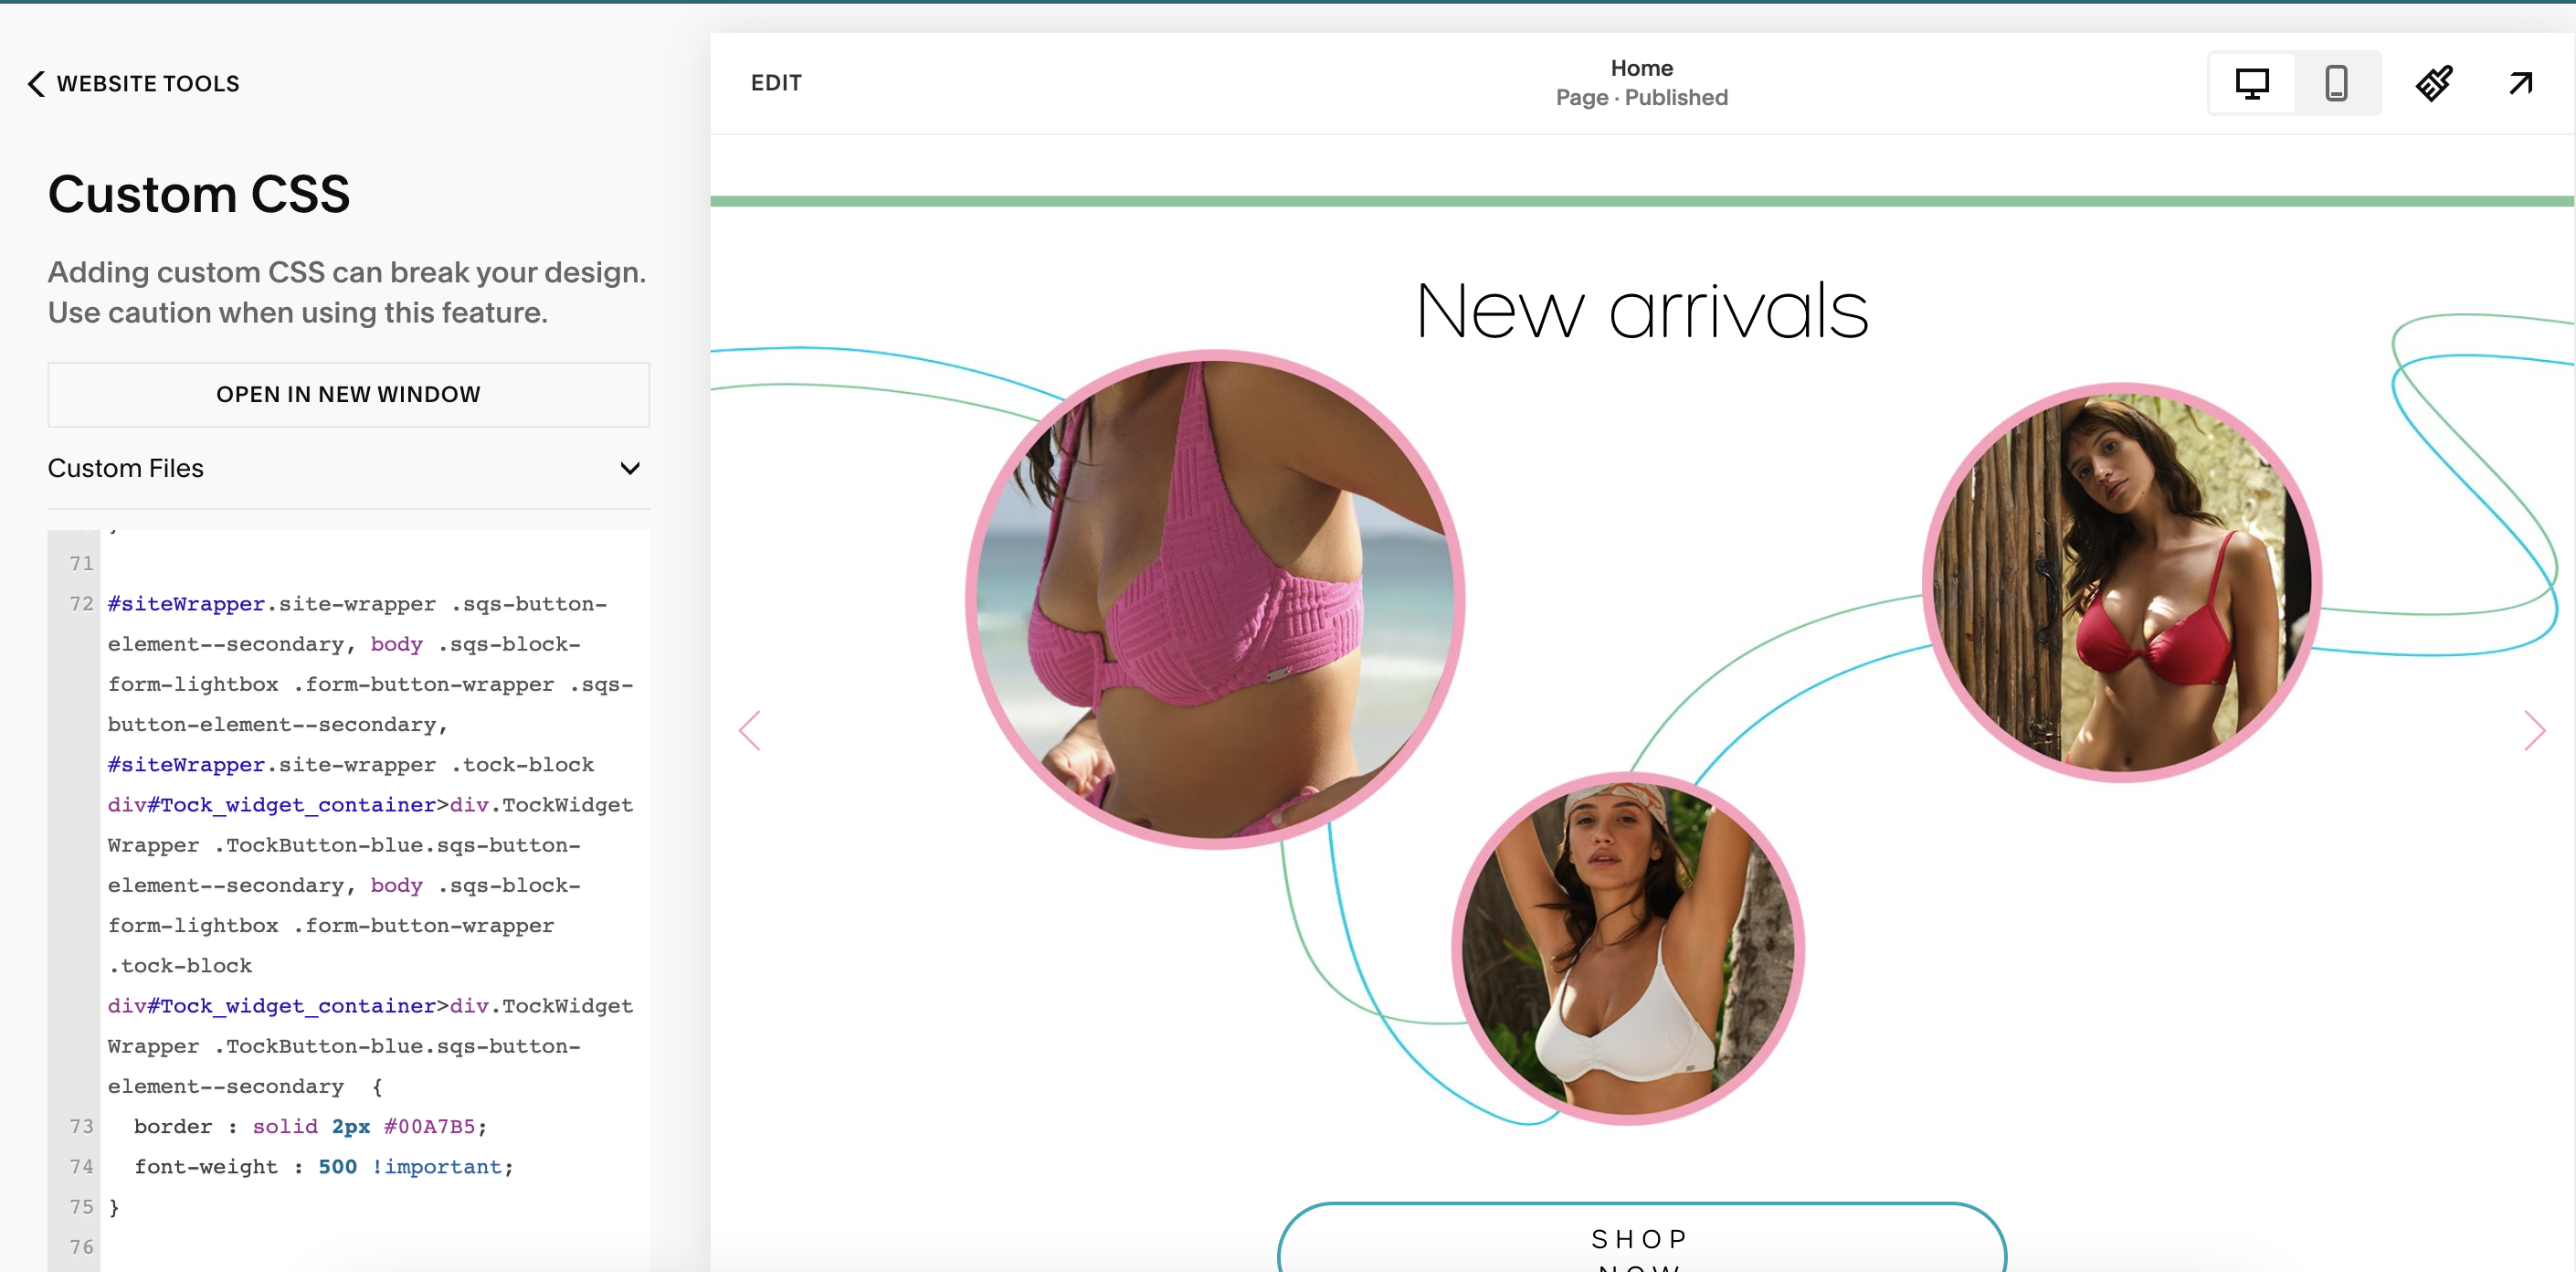 WEBSITE TOOLS
Custom CSS
Adding custom CSS can break your design.
Use caution when using this feature.
OPEN IN NEW WINDOW
Custom Files
}
71
72 #siteWrapper.site-wrapper .sqs-button-
element--secondary, body .sqs-block-
form-lightbox .form-button-wrapper .sqs-
button-element--secondary,
#siteWrapper.site-wrapper .tock-block
div#Tock_widget_container>div.TockWidget
Wrapper .TockButton-blue.sqs-button-
element--secondary, body .sqs-block-
form-lightbox .form-button-wrapper
.tock-block
div#Tock_widget_container>div.TockWidget
Wrapper .TockButton-blue.sqs-button-
element--secondary  {
73   border : solid 2px #00A7B5;
74   font-weight : 500 !important;
75 }
76
EDIT
Home
Page · Published
New arrivals
SHOP
NOW